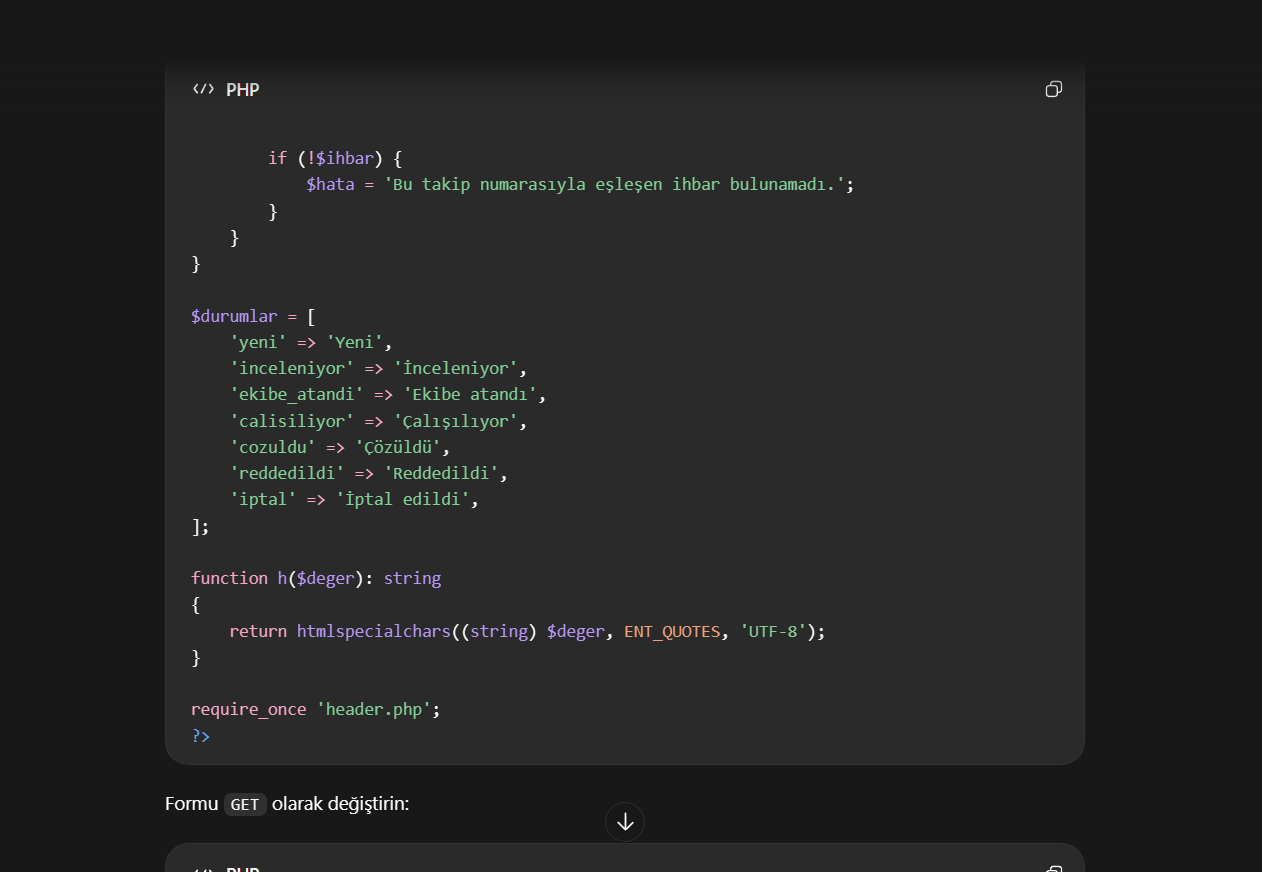 </> PHP
if (!$ihbar) {
$hata = 'Bu takip numarasıyla eşleşen ihbar bulunamadı.';
}
}
}
$durumlar = [
'yeni' => 'Yeni',
'inceleniyor' => 'İnceleniyor',
'ekibe_atandi' => 'Ekibe atandı',
'calisiliyor' => 'Çalışılıyor',
'cozuldu' => 'Çözüldü',
'reddedildi' => 'Reddedildi',
'iptal' => 'İptal edildi',
];
function h($deger): string
{
return htmlspecialchars((string) $deger, ENT_QUOTES, 'UTF-8');
}
require_once 'header.php';
?>
Formu GET olarak değiştirin:
PHP